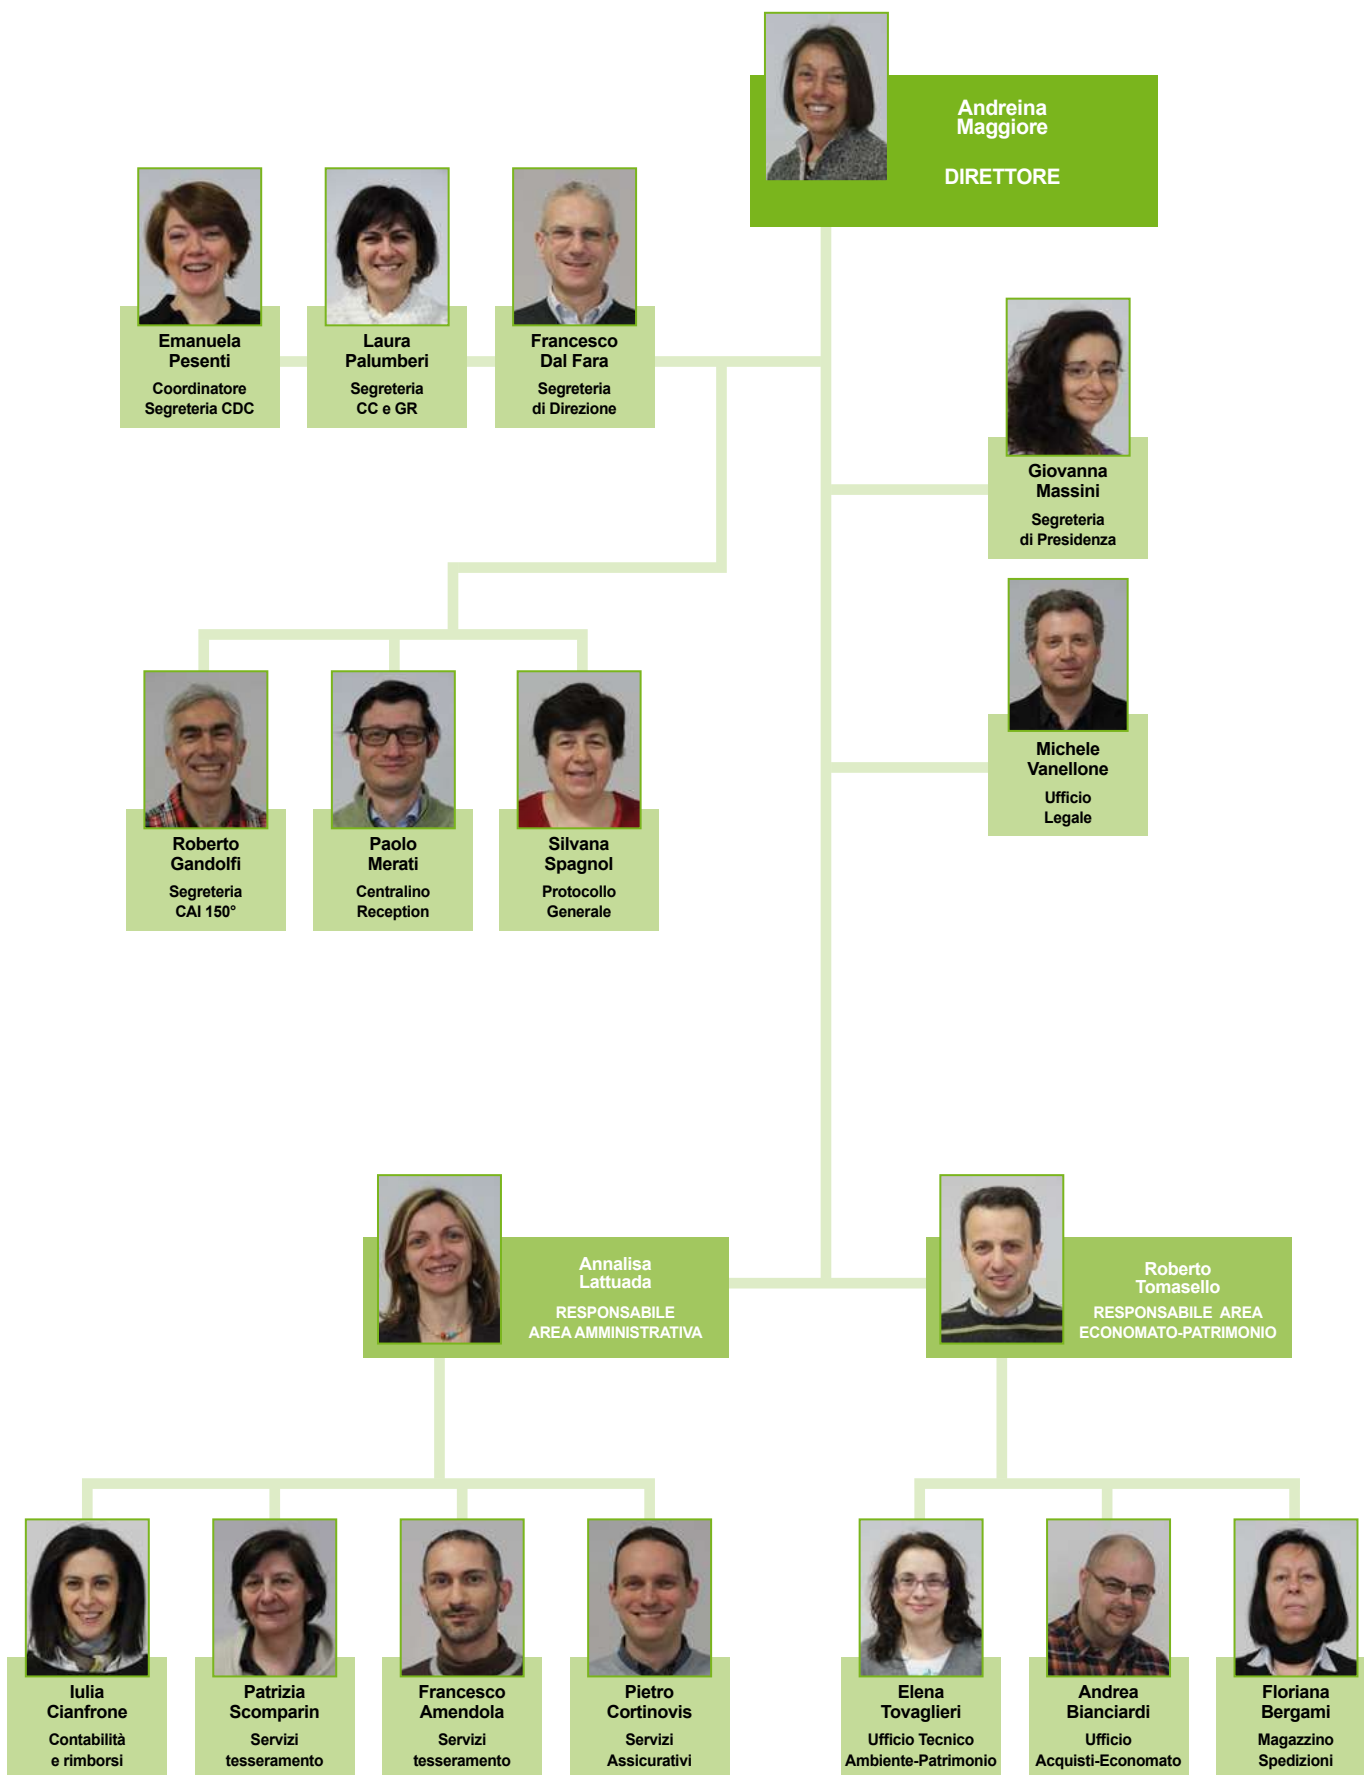 Andreina
Maggiore
DIRETTORE
Emanuela
Pesenti
Coordinatore
Segreteria CDC
Laura
Palumberi
Segreteria
CC e GR
Francesco
Dal Fara
Segreteria
di Direzione
Giovanna
Massini
Segreteria
di Presidenza
Michele
Vanellone
Ufficio
Legale
Roberto
Gandolfi
Segreteria
CAI 150°
Paolo
Merati
Centralino
Reception
Silvana
Spagnol
Protocollo
Generale
Annalisa
Lattuada
RESPONSABILE
AREA AMMINISTRATIVA
Roberto
Tomasello
RESPONSABILE AREA
ECONOMATO-PATRIMONIO
Iulia
Cianfrone
Contabilità
e rimborsi
Patrizia
Scomparin
Servizi
tesseramento
Francesco
Amendola
Servizi
tesseramento
Pietro
Cortinovis
Servizi
Assicurativi
Elena
Tovaglieri
Ufficio Tecnico
Ambiente-Patrimonio
Andrea
Bianciardi
Ufficio
Acquisti-Economato
Floriana
Bergami
Magazzino
Spedizioni